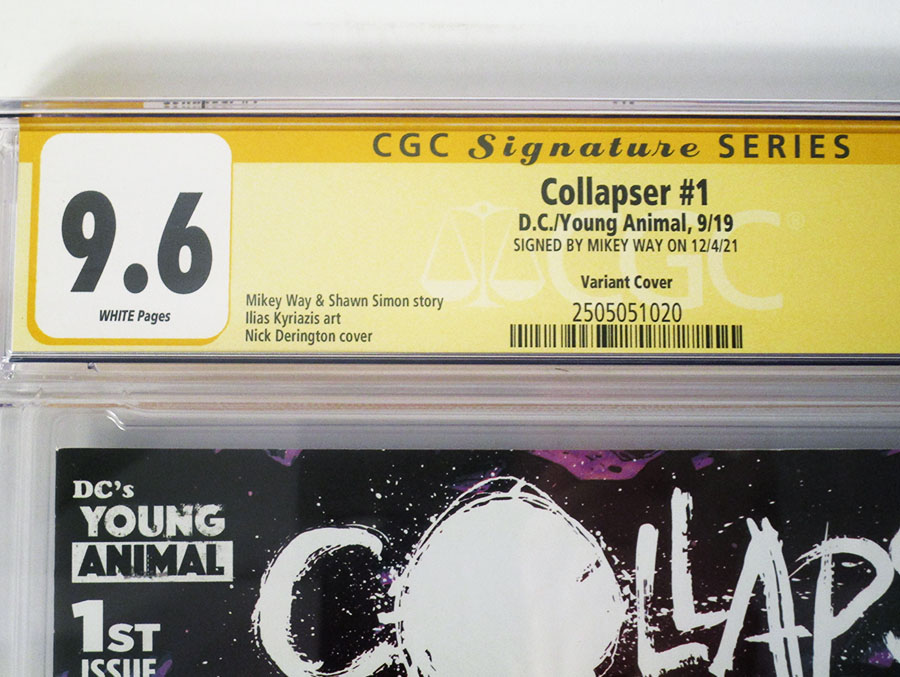 CGC Signature SERIES
9.6
WHITE Pages
Collapser #1
D.C./Young Animal, 9/19
SIGNED BY MIKEY WAY ON 12/4/21
Variant Cover
2505051020
Mikey Way & Shawn Simon story
Ilias Kyriazis art
Nick Derington cover
CGC®
DC's
YOUNG
ANIMAL
1ST
ISSUE
COLLAPS